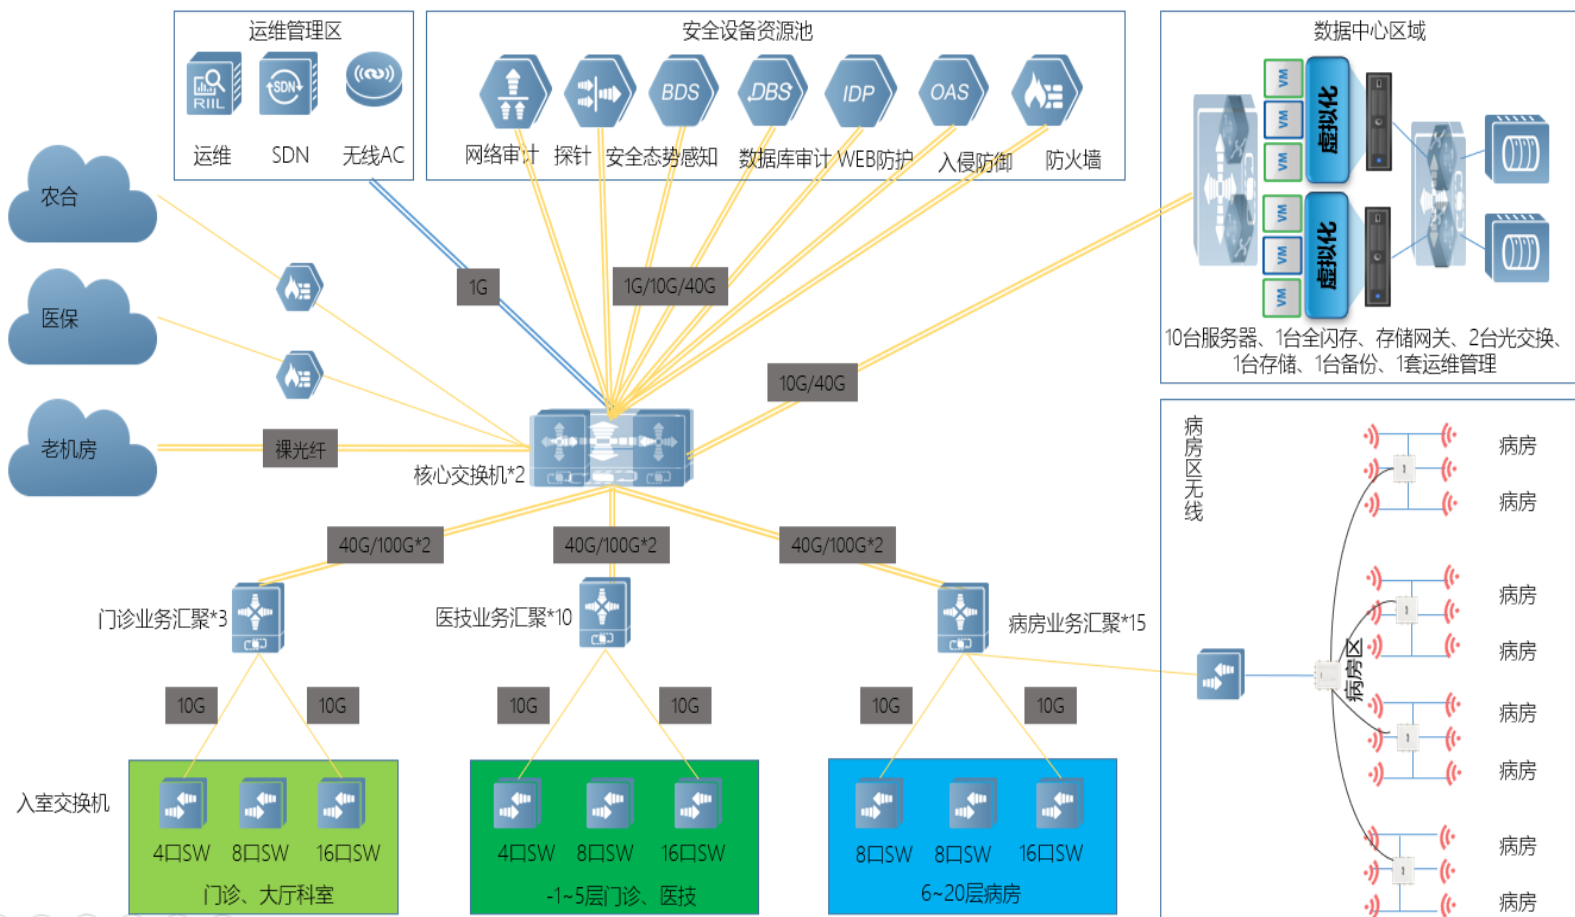 运维管理区
RIIL
SDN
运维
SDN
无线AC
安全设备资源池
BDS
DBS
IDP
OAS
网络审计
探针
安全态势感知
数据库审计
WEB防护
入侵防御
防火墙
数据中心区域
VM
VM
VM
虚拟化
VM
VM
VM
虚拟化
10台服务器、1台全闪存、存储网关、2台光交换、
1台存储、1台备份、1套运维管理
农合
医保
老机房
1G
1G/10G/40G
10G/40G
裸光纤
核心交换机*2
40G/100G*2
40G/100G*2
40G/100G*2
门诊业务汇聚*3
医技业务汇聚*10
病房业务汇聚*15
10G
10G
10G
10G
10G
10G
入室交换机
4口SW
8口SW
16口SW
门诊、大厅科室
4口SW
8口SW
16口SW
-1~5层门诊、医技
8口SW
8口SW
16口SW
6~20层病房
病房区无线
病房区
病房
病房
病房
病房
病房
病房
病房
病房